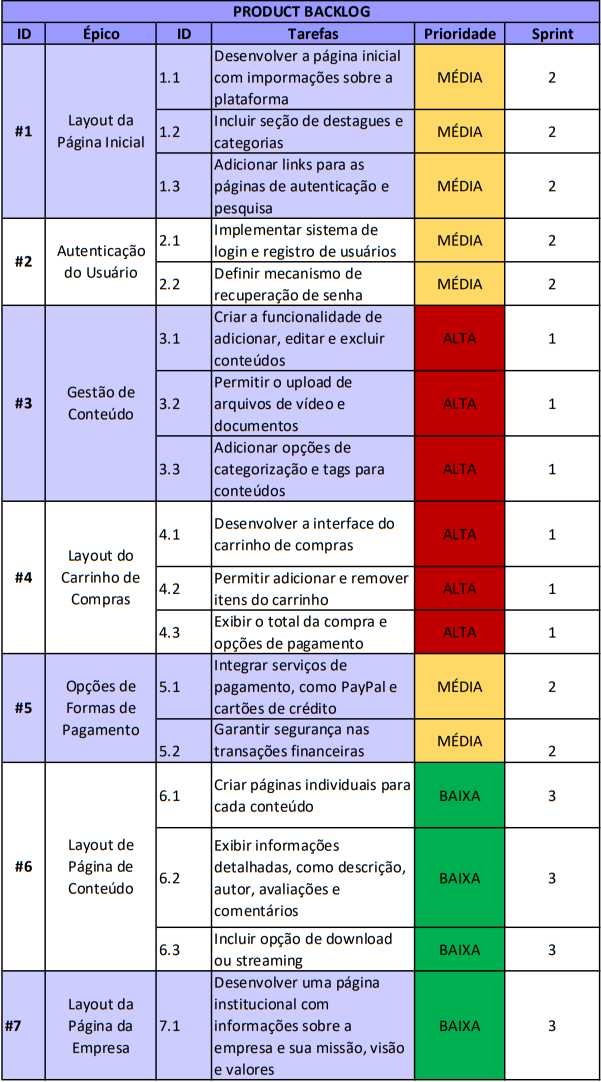 PRODUCT BACKLOG
ID Épico ID Tarefas Prioridade Sprint
#1
Layout da
Página Inicial
1.1
Desenvolver a página inicial
com impormações sobre a
plataforma
MÉDIA
2
1.2
Incluir seção de destagues e
categorias
MÉDIA
2
1.3
Adicionar links para as
páginas de autenticação e
pesquisa
MÉDIA
2
#2
Autenticação
do Usuário
2.1
Implementar sistema de
login e registro de usuários
MÉDIA
2
2.2
Definir mecanismo de
recuperação de senha
MÉDIA
2
#3
Gestão de
Conteúdo
3.1
Criar a funcionalidade de
adicionar, editar e excluir
conteúdos
ALTA
1
3.2
Permitir o upload de
arquivos de vídeo e
documentos
ALTA
1
3.3
Adicionar opções de
categorização e tags para
conteúdos
ALTA
1
#4
Layout do
Carrinho de
Compras
4.1
Desenvolver a interface do
carrinho de compras
ALTA
1
4.2
Permitir adicionar e remover
itens do carrinho
ALTA
1
4.3
Exibir o total da compra e
opções de pagamento
ALTA
1
#5
Opções de
Formas de
Pagamento
5.1
Integrar serviços de
pagamento, como PayPal e
cartões de crédito
MÉDIA
2
5.2
Garantir segurança nas
transações financeiras
MÉDIA
2
#6
Layout de
Página de
Conteúdo
6.1
Criar páginas individuais para
cada conteúdo
BAIXA
3
6.2
Exibir informações
detalhadas, como descrição,
autor, avaliações e
comentários
BAIXA
3
6.3
Incluir opção de download
ou streaming
BAIXA
3
#7
Layout da
Página da
Empresa
7.1
Desenvolver uma página
institucional com
informações sobre a
empresa e sua missão, visão
e valores
BAIXA
3